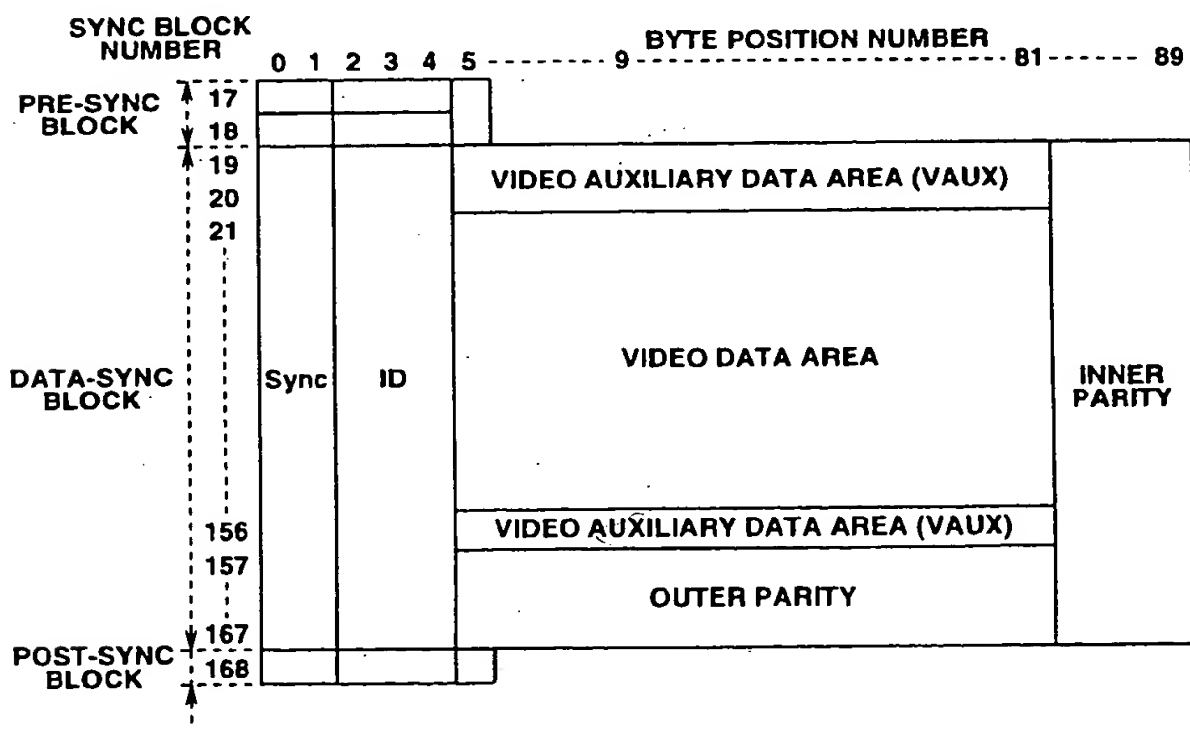 SYNC BLOCK
NUMBER
BYTE POSITION NUMBER
0 1 2 3 4 5 --------- 9 --------- 81 ------ 89
PRE-SYNC
BLOCK
17
18
19
20
21
VIDEO AUXILIARY DATA AREA (VAUX)
DATA-SYNC
BLOCK
Sync
ID
VIDEO DATA AREA
INNER
PARITY
156
VIDEO AUXILIARY DATA AREA (VAUX)
157
OUTER PARITY
167
POST-SYNC
BLOCK
168